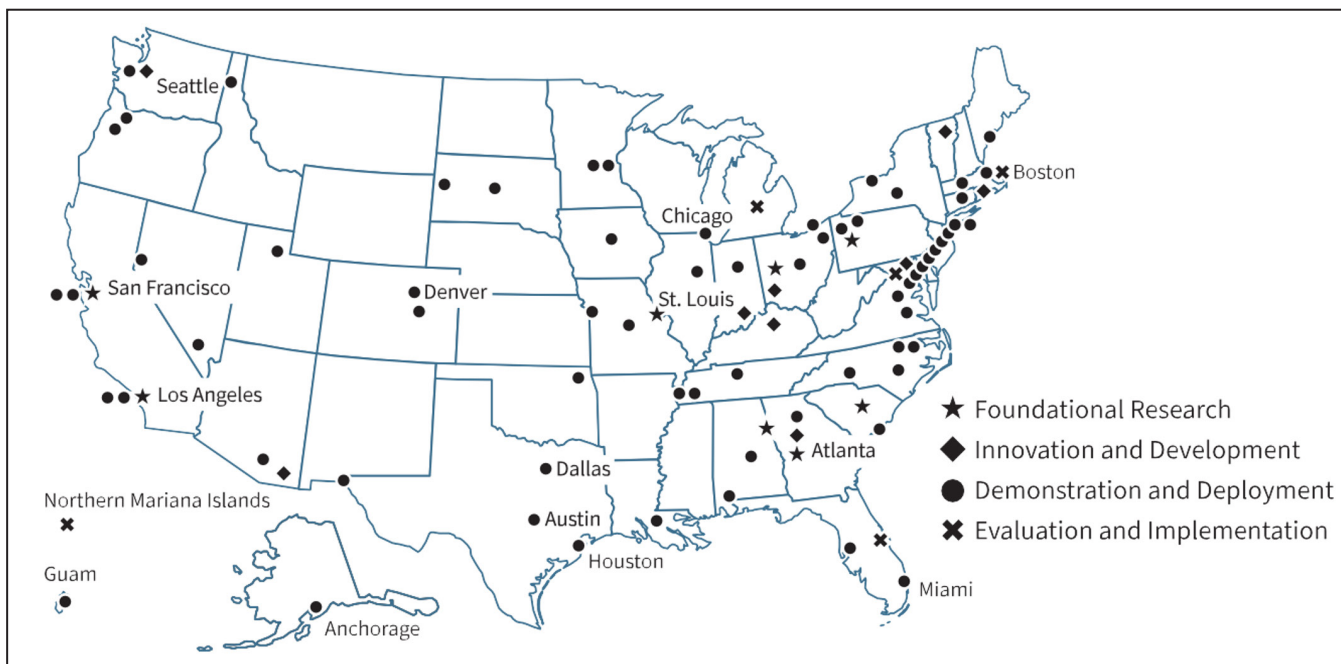 Seattle
Boston
Chicago
San Francisco
Denver
St. Louis
Los Angeles
★ Foundational Research
◆ Innovation and Development
Atlanta
Dallas
● Demonstration and Deployment
Northern Mariana Islands
Austin
✖ Evaluation and Implementation
Houston
Guam
Miami
Anchorage